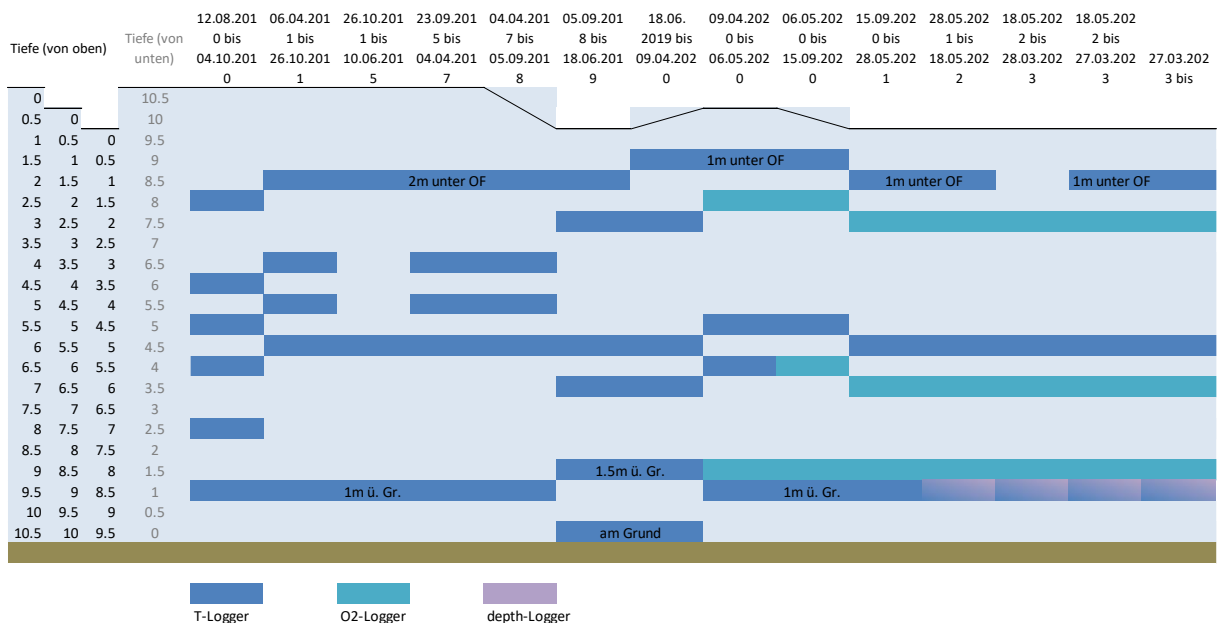 12.08.201 06.04.201 26.10.201 23.09.201 04.04.201 05.09.201 18.06. 09.04.202 06.05.202 15.09.202 28.05.202 18.05.202 18.05.202
Tiefe (von oben) Tiefe (von 0 bis 1 bis 1 bis 5 bis 7 bis 8 bis 2019 bis 0 bis 0 bis 0 bis 1 bis 2 bis 2 bis
unten) 04.10.201 26.10.201 10.06.201 04.04.201 05.09.201 18.06.201 09.04.202 06.05.202 15.09.202 28.05.202 18.05.202 28.03.202 27.03.202 27.03.202
0 1 5 7 8 9 0 0 0 1 2 3 3 3 bis
0 10.5
0.5 0 10
1 0.5 0 9.5
1.5 1 0.5 9 1m unter OF
2 1.5 1 8.5 2m unter OF 1m unter OF 1m unter OF
2.5 2 1.5 8
3 2.5 2 7.5
3.5 3 2.5 7
4 3.5 3 6.5
4.5 4 3.5 6
5 4.5 4 5.5
5.5 5 4.5 5
6 5.5 5 4.5
6.5 6 5.5 4
7 6.5 6 3.5
7.5 7 6.5 3
8 7.5 7 2.5
8.5 8 7.5 2
9 8.5 8 1.5 1.5m ü. Gr.
9.5 9 8.5 1 1m ü. Gr. 1m ü. Gr.
10 9.5 9 0.5
10.5 10 9.5 0 am Grund
T-Logger O2-Logger depth-Logger